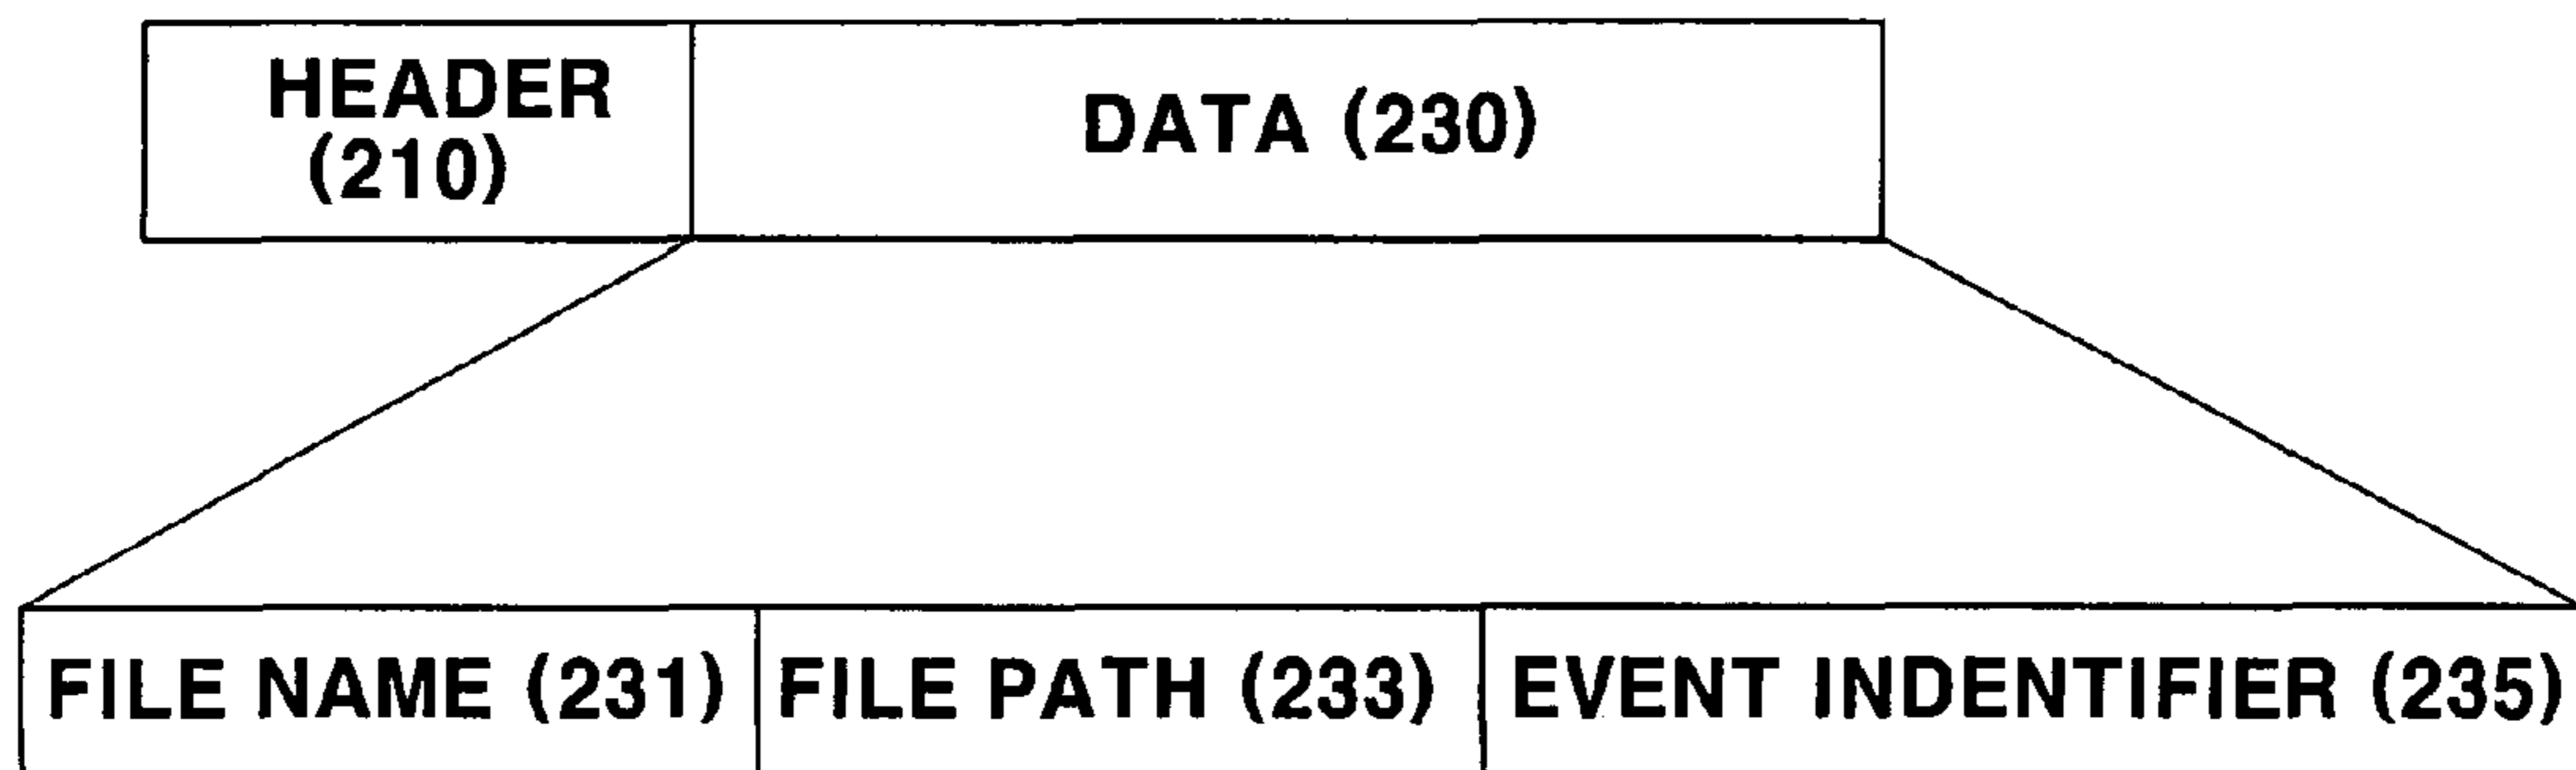 HEADER
(210)
DATA (230)
FILE NAME (231) FILE PATH (233) EVENT INDENTIFIER (235)